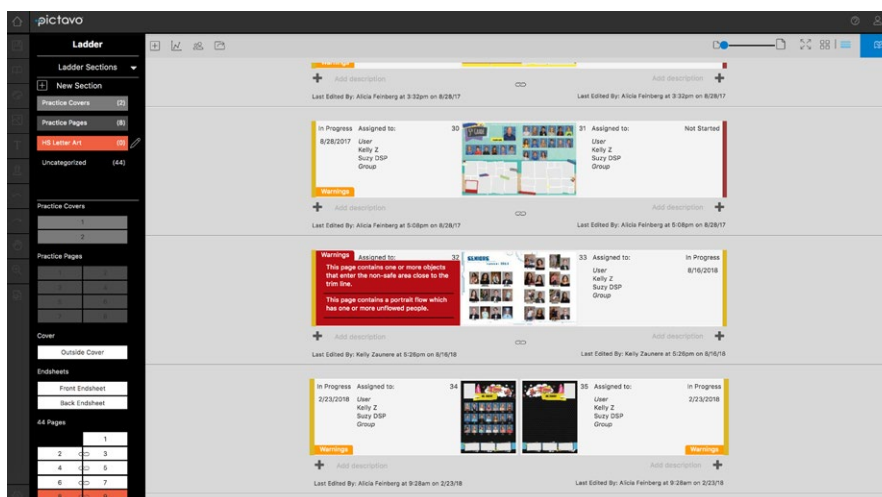 pictavo
Ladder
Ladder Sections
New Section
Practice Covers (2)
Practice Pages (8)
HS Letter Art (0)
Uncategorized (44)
Practice Covers
1
2
Practice Pages
1 2
3 4
5 6
7 8
Cover
Outside Cover
Endsheets
Front Endsheet
Back Endsheet
44 Pages
1
2 3
4 5
6 7
8 9
Warnings
Add description Add description
Last Edited By: Alicia Feinberg at 3:32pm on 8/28/17 Last Edited By: Alicia Feinberg at 3:32pm on 8/28/17
In Progress Assigned to: 30 31 Assigned to: Not Started
8/28/2017 User User
Kelly Z Kelly Z
Suzy DSP Suzy DSP
Group Group
Warnings
Add description Add description
Last Edited By: Alicia Feinberg at 5:08pm on 8/28/17 Last Edited By: Alicia Feinberg at 5:08pm on 8/28/17
Warnings Assigned to: 32 SENIORS 33 Assigned to: In Progress
This page contains one or more objects
that enter the non-safe area close to the
trim line.
This page contains a portrait flow which
has one or more unflowed people.
User 8/16/2018
Kelly Z
Suzy DSP
Group
Add description Add description
Last Edited By: Kelly Zaunere at 5:26pm on 8/16/18 Last Edited By: Kelly Zaunere at 5:26pm on 8/16/18
In Progress Assigned to: 34 35 Assigned to: In Progress
2/23/2018 User User 2/23/2018
Kelly Z Kelly Z
Suzy DSP Suzy DSP
Group Group
Warnings Warnings
Add description Add description
Last Edited By: Alicia Feinberg at 9:28am on 2/23/18 Last Edited By: Alicia Feinberg at 9:28am on 2/23/18